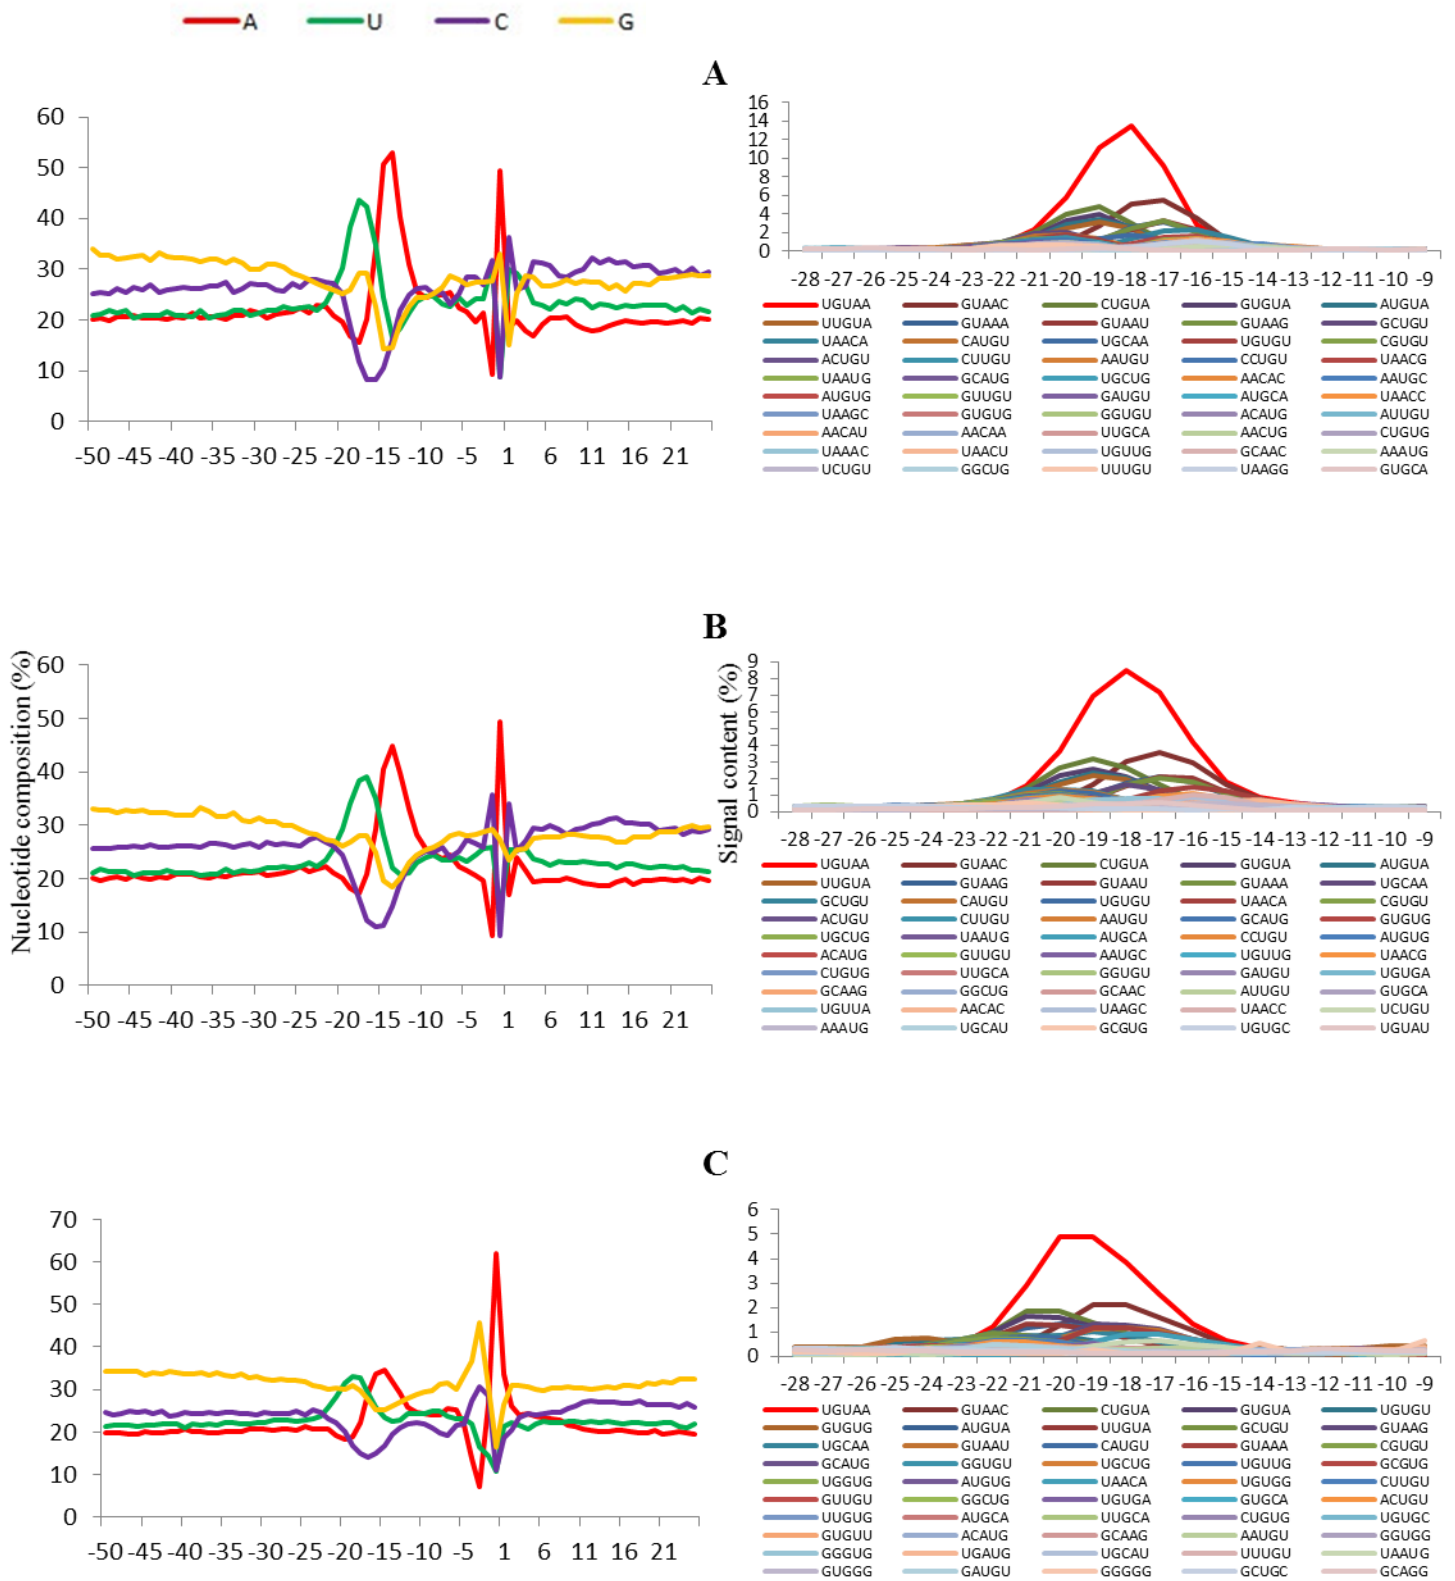 A U C G
A
60
50
40
30
20
10
0
-50 -45 -40 -35 -30 -25 -20 -15 -10 -5 1 6 11 16 21
16
14
12
10
8
6
4
2
0
-28 -27 -26 -25 -24 -23 -22 -21 -20 -19 -18 -17 -16 -15 -14 -13 -12 -11 -10 -9
UGUAA GUAAC CUGUA GUGUA AUGUA
UUGUA GUAAA GUAAU GUAAG GCUGU
UAACA CAUGU UGCAA UGUGU CGUGU
ACUGU CUUGU AAUGU CCUGU UAACG
UAAUG GCAUG UGCUG AACAC AAUGC
AUGUG GUUGU GAUGU AUGCA UAACC
UAAGC GUGUG GGUGU ACAUG AUUGU
AACAU AACAA UUGCA AACUG CUGUG
UAAAC UAACU UGUUG GCAAC AAAUG
UCUGU GGCUG UUUGU UAAGG GUGCA
B
Nucleotide composition (%)
60
50
40
30
20
10
0
-50 -45 -40 -35 -30 -25 -20 -15 -10 -5 1 6 11 16 21
Signal content (%)
9
8
7
6
5
4
3
2
1
0
-28 -27 -26 -25 -24 -23 -22 -21 -20 -19 -18 -17 -16 -15 -14 -13 -12 -11 -10 -9
UGUAA GUAAC CUGUA GUGUA AUGUA
UUGUA GUAAG GUAAU GUAAA UGCAA
GCUGU CAUGU UGUGU UAACA CGUGU
ACUGU CUUGU AAUGU GCAUG GUGUG
UGCUG UAAUG AUGCA CCUGU AUGUG
ACAUG GUUGU AAUGC UGUUG UAACG
CUGUG UUGCA GGUGU GAUGU UGUGA
GCAAG GGCUG GCAAC AUUGU GUGCA
UGUUA AACAC UAAGC UAACC UCUGU
AAAUG UGCAU GCGUG UGUGC UGUAU
C
70
60
50
40
30
20
10
0
-50 -45 -40 -35 -30 -25 -20 -15 -10 -5 1 6 11 16 21
6
5
4
3
2
1
0
-28 -27 -26 -25 -24 -23 -22 -21 -20 -19 -18 -17 -16 -15 -14 -13 -12 -11 -10 -9
UGUAA GUAAC CUGUA GUGUA UGUGU
GUGUG AUGUA UUGUA GCUGU GUAAG
UGCAA GUAAU CAUGU GUAAA CGUGU
GCAUG GGUGU UGCUG UGUUG GCGUG
UGGUG AUGUG UAACA UGUGG CUUGU
GUUGU GGCUG UGUGA GUGCA ACUGU
UUGUG AUGCA UUGCA CUGUG UGUGC
GUGUU ACAUG GCAAG AAUGU GGUGG
GGGUG UGAUG UGCAU UUUGU UAAUG
GUGGG GAUGU GGGGG GCUGC GCAGG